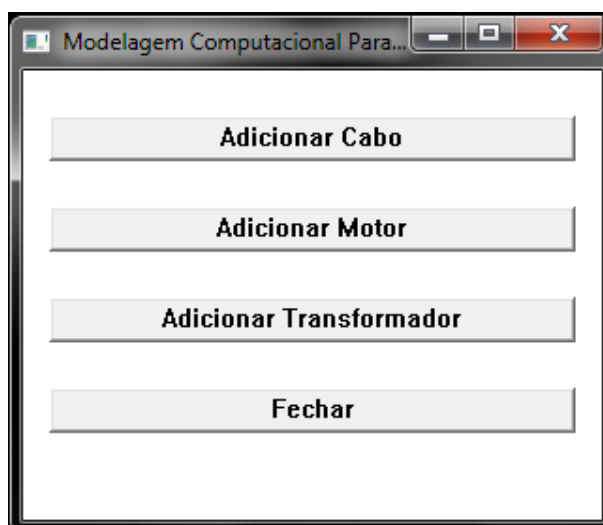 Modelagem Computacional Para...
Adicionar Cabo
Adicionar Motor
Adicionar Transformador
Fechar